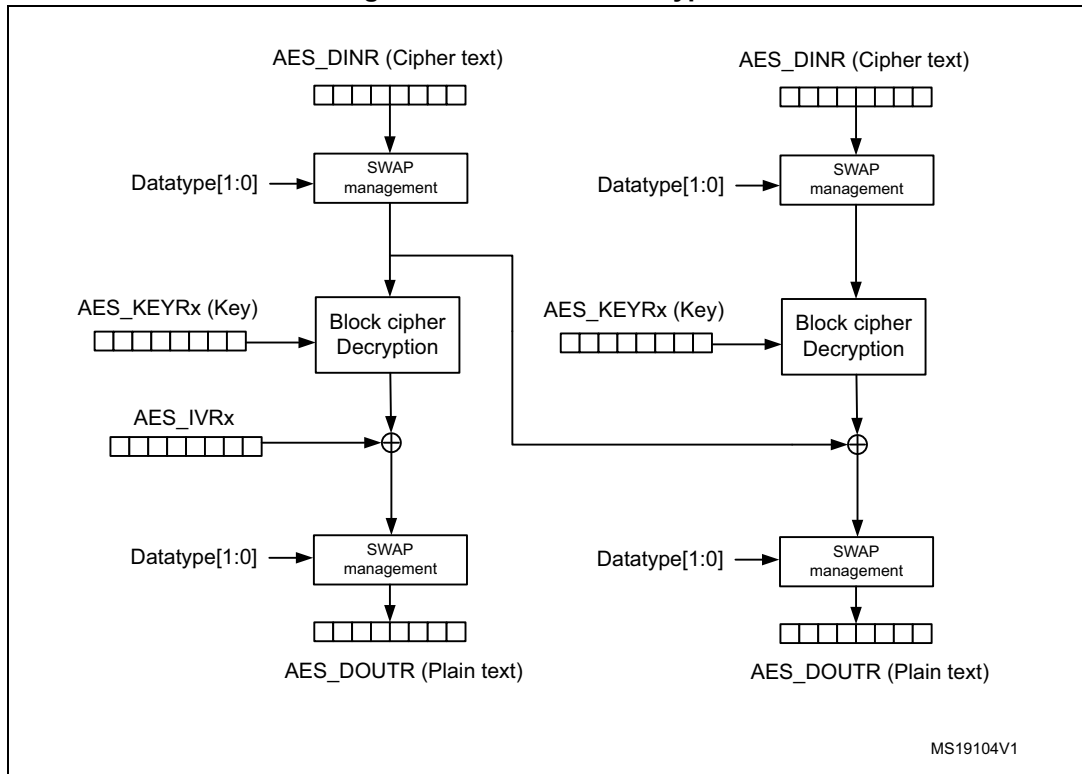 AES_DINR (Cipher text)
AES_DINR (Cipher text)
Datatype[1:0]
SWAP
management
Datatype[1:0]
SWAP
management
AES_KEYRx (Key)
Block cipher
Decryption
AES_KEYRx (Key)
Block cipher
Decryption
AES_IVRx
Datatype[1:0]
SWAP
management
Datatype[1:0]
SWAP
management
AES_DOUTR (Plain text)
AES_DOUTR (Plain text)
MS19104V1